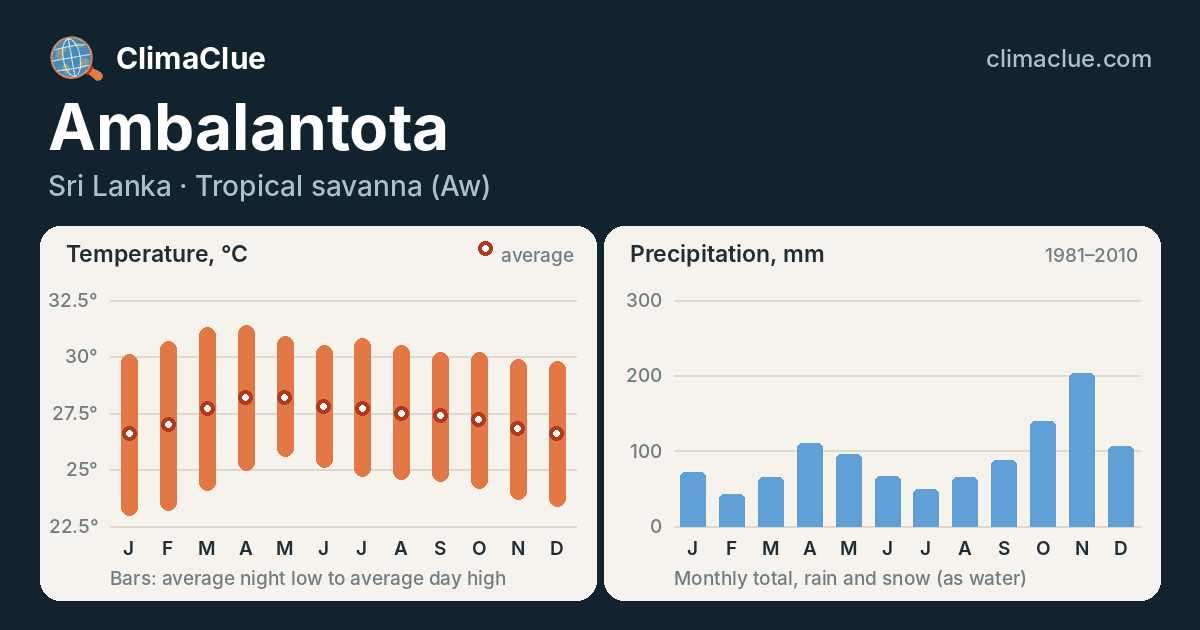 ClimaClue
climaclue.com
Ambalantota
Sri Lanka · Tropical savanna (Aw)
Temperature, °C
average
32.5°
30°
27.5°
25°
22.5°
J F M A M J J A S O N D
Bars: average night low to average day high
Precipitation, mm
1981–2010
300
200
100
0
J F M A M J J A S O N D
Monthly total, rain and snow (as water)